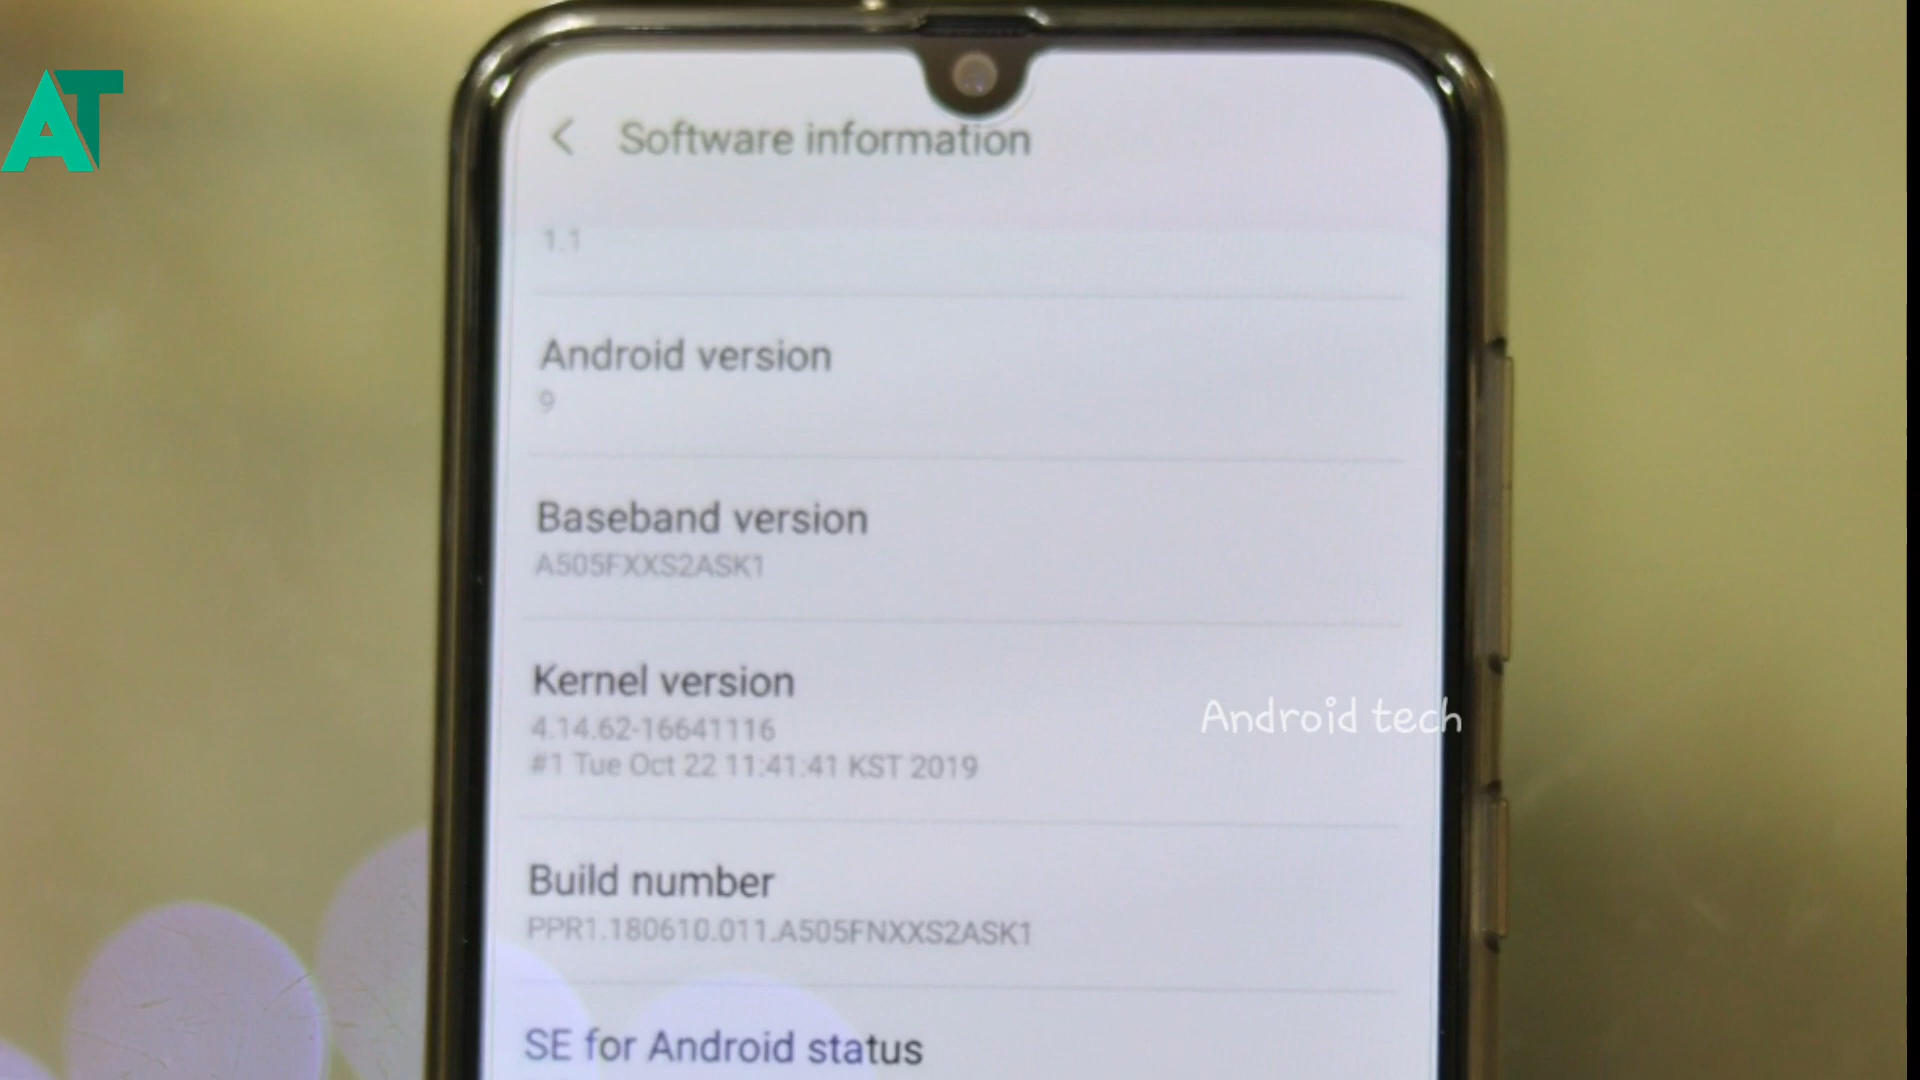 AT
Software information
1.1
Android version
9
Baseband version
A505FXXS2ASK1
Kernel version
4.14.62-16641116
#1 Tue Oct 22 11:41:41 KST 2019
Android tech
Build number
PPR1.180610.011.A505FNXXS2ASK1
SE for Android status